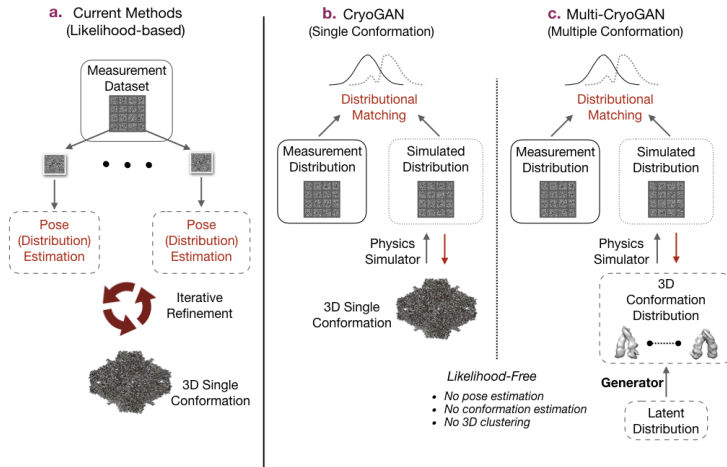 a. Current Methods
(Likelihood-based)
Measurement
Dataset
Pose
(Distribution)
Estimation
Pose
(Distribution)
Estimation
Iterative
Refinement
3D Single
Conformation
b. CryoGAN
(Single Conformation)
Distributional
Matching
Measurement
Distribution
Simulated
Distribution
Physics
Simulator
3D Single
Conformation
Likelihood-Free
• No pose estimation
• No conformation estimation
• No 3D clustering
c. Multi-CryoGAN
(Multiple Conformation)
Distributional
Matching
Measurement
Distribution
Simulated
Distribution
Physics
Simulator
3D
Conformation
Distribution
Generator
Latent
Distribution